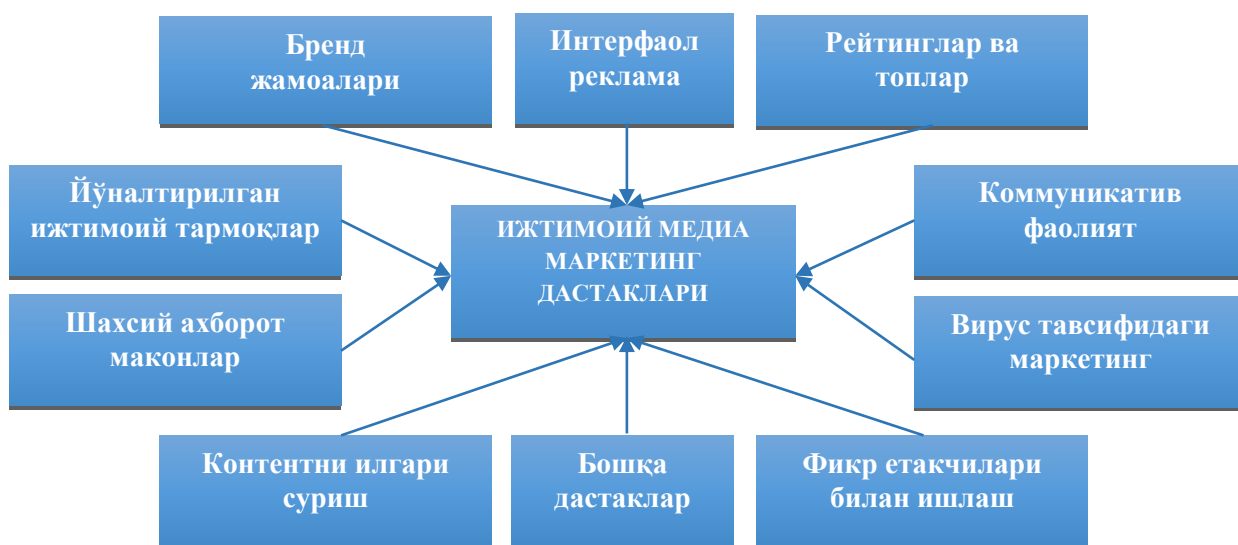 Бренд
жамоалари
Интерфаол
реклама
Рейтинглар ва
топлар
Йўналтирилган
ижтимоий тармоқлар
ИЖТИМОИЙ МЕДИА
МАРКЕТИНГ
ДАСТАКЛАРИ
Коммуникатив
фаолият
Шахсий ахборот
маконлар
Вирус тавсифидаги
маркетинг
Контентни илгари
суриш
Бошқа
дастаклар
Фикр етакчилари
билан ишлаш